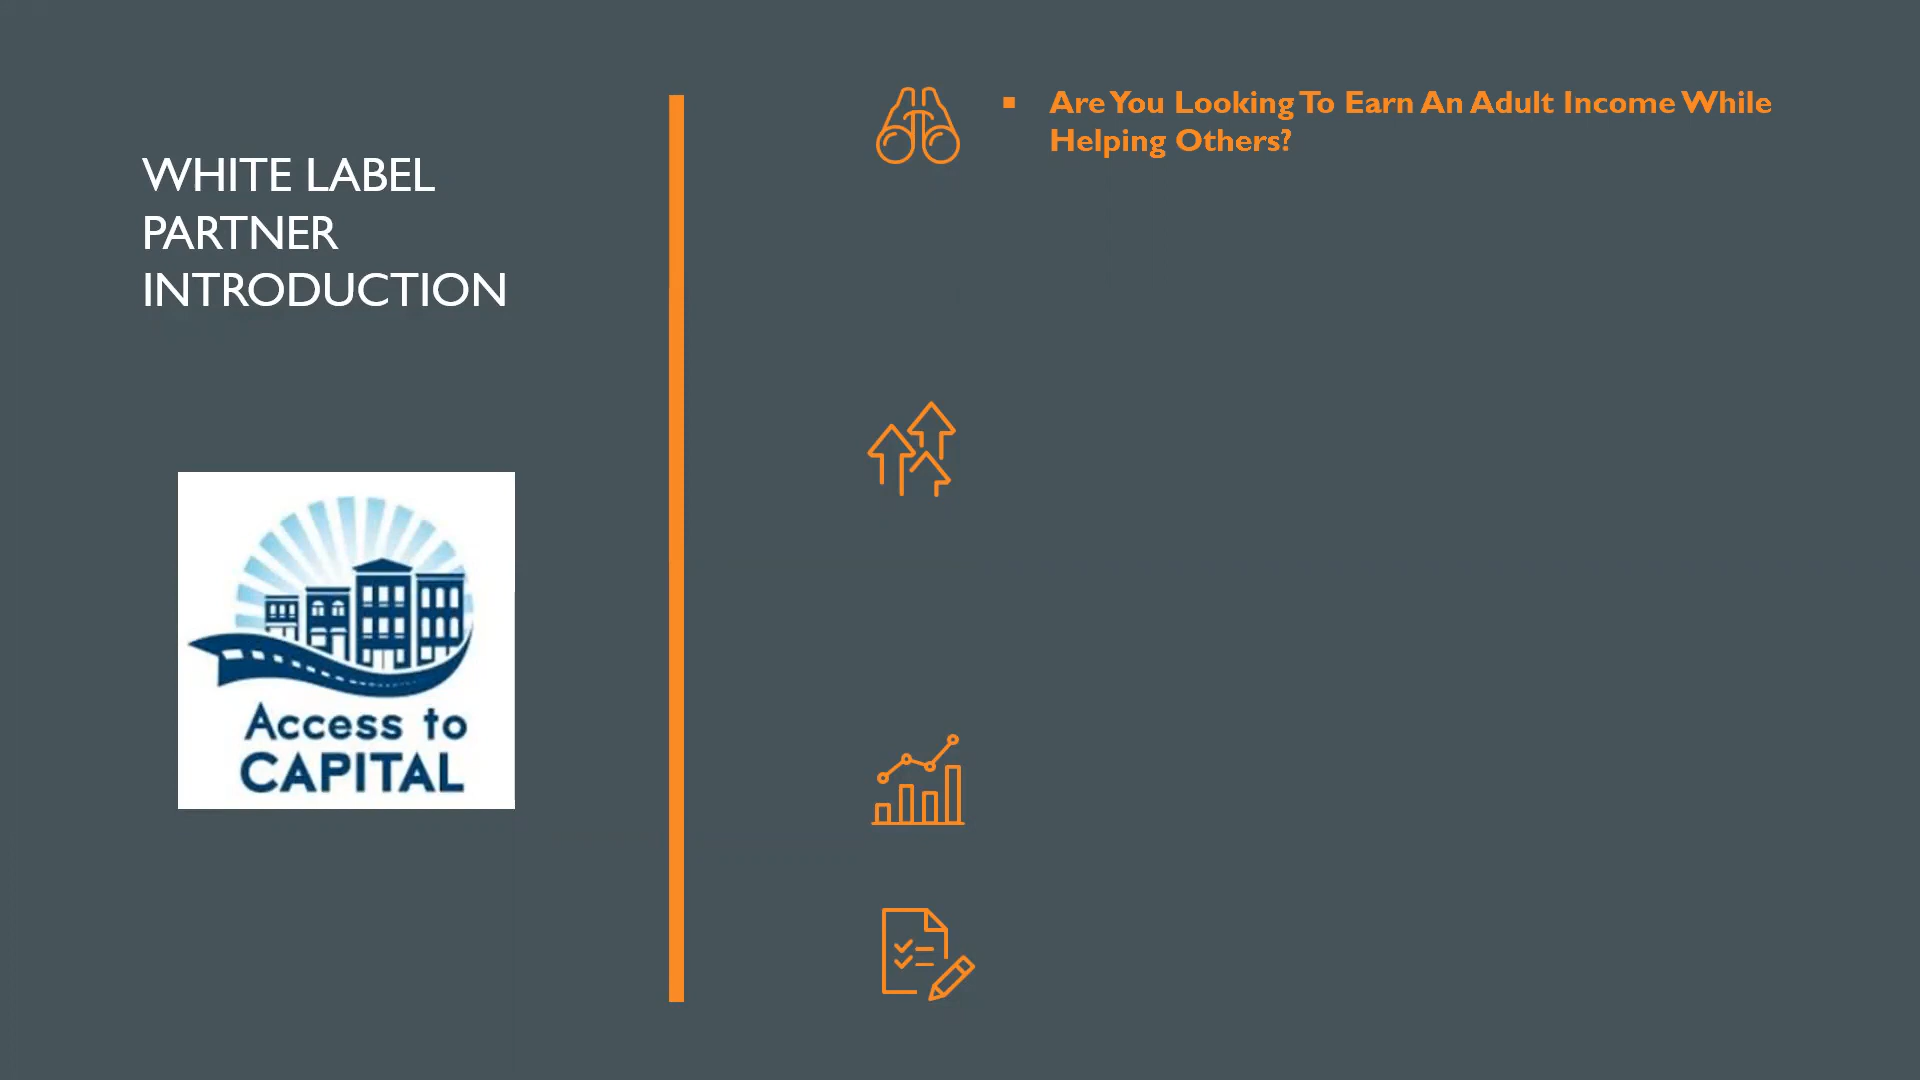 WHITE LABEL
PARTNER
INTRODUCTION
Access to
CAPITAL
▪ Are You Looking To Earn An Adult Income While
Helping Others?